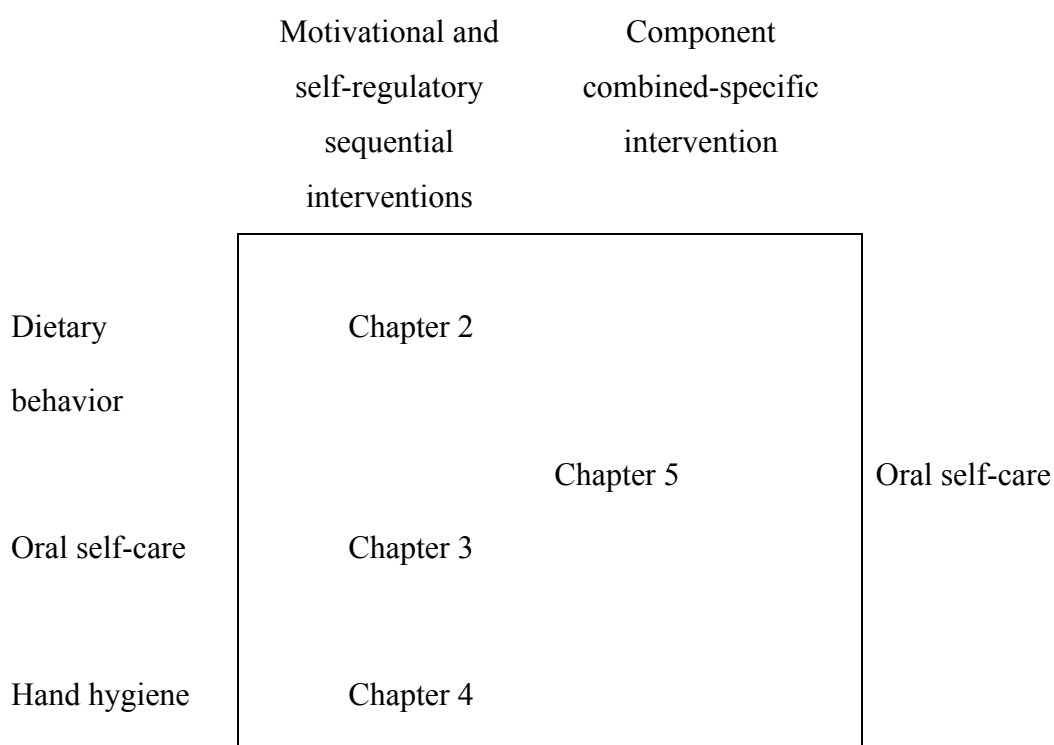 Motivational and
self-regulatory
sequential
interventions
Component
combined-specific
intervention
Dietary
behavior
Chapter 2
Chapter 5
Oral self-care
Oral self-care
Chapter 3
Hand hygiene
Chapter 4